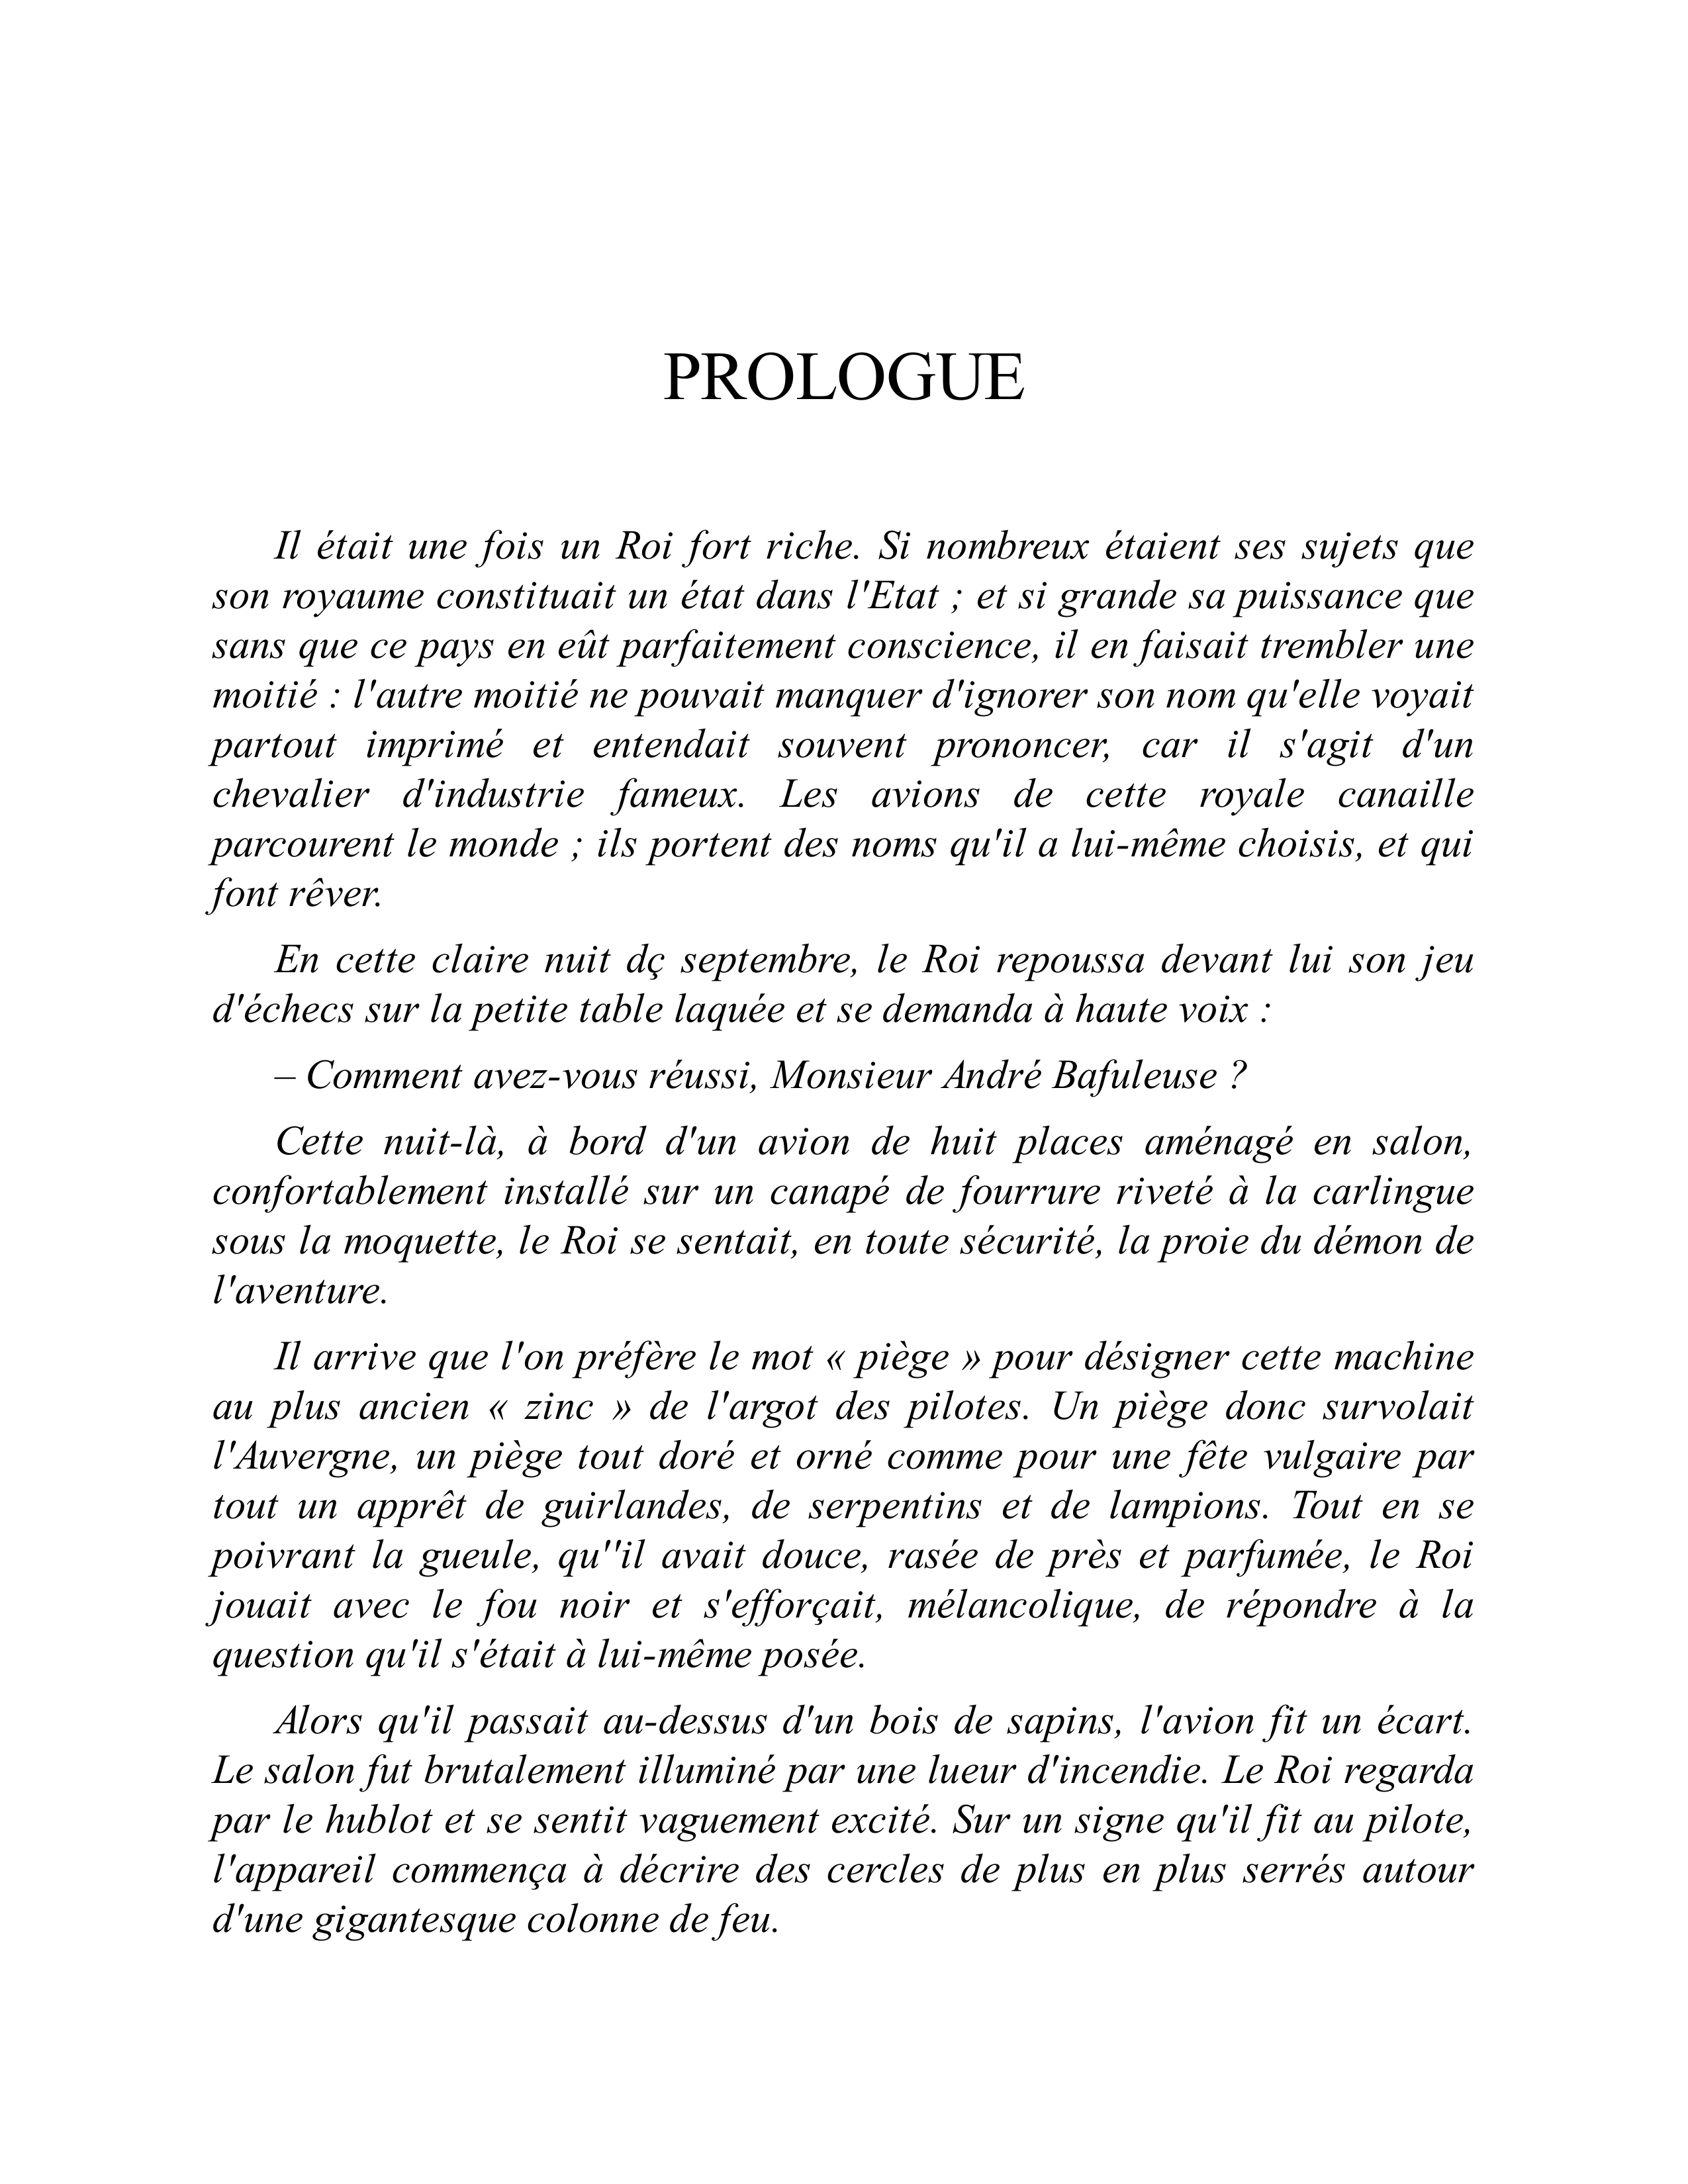 PROLOGUE
Il était une fois un Roi fort riche. Si nombreux étaient ses sujets que
son royaume constituait un état dans l'Etat ; et si grande sa puissance que
sans que ce pays en eût parfaitement conscience, il en faisait trembler une
moitié : l'autre moitié ne pouvait manquer d'ignorer son nom qu'elle voyait
partout imprimé et entendait souvent prononcer, car il s'agit d'un
chevalier d'industrie fameux. Les avions de cette royale canaille
parcourent le monde ; ils portent des noms qu'il a lui-même choisis, et qui
font rêver.
En cette claire nuit dç septembre, le Roi repoussa devant lui son jeu
d'échecs sur la petite table laquée et se demanda à haute voix :
– Comment avez-vous réussi, Monsieur André Bafuleuse ?
Cette nuit-là, à bord d'un avion de huit places aménagé en salon,
confortablement installé sur un canapé de fourrure riveté à la carlingue
sous la moquette, le Roi se sentait, en toute sécurité, la proie du démon de
l'aventure.
Il arrive que l'on préfère le mot « piège » pour désigner cette machine
au plus ancien « zinc » de l'argot des pilotes. Un piège donc survolait
l'Auvergne, un piège tout doré et orné comme pour une fête vulgaire par
tout un apprêt de guirlandes, de serpentins et de lampions. Tout en se
poivrant la gueule, qu''il avait douce, rasée de près et parfumée, le Roi
jouait avec le fou noir et s'efforçait, mélancolique, de répondre à la
question qu'il s'était à lui-même posée.
Alors qu'il passait au-dessus d'un bois de sapins, l'avion fit un écart.
Le salon fut brutalement illuminé par une lueur d'incendie. Le Roi regarda
par le hublot et se sentit vaguement excité. Sur un signe qu'il fit au pilote,
l'appareil commença à décrire des cercles de plus en plus serrés autour
d'une gigantesque colonne de feu.